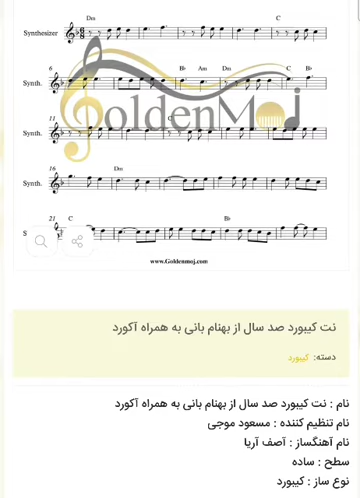 Dm C
Synthesizer
6 B♭ Am Dm C B♭
Synth.
GoldenMoj
11 C
Synth.
16 Dm
Synth.
21 C B♭
S
www.Goldenmoj.com
نت کیبورد صد سال از بهنام بانی به همراه آکورد
دسته: کیبورد
نام : نت کیبورد صد سال از بهنام بانی به همراه آکورد
نام تنظیم کننده : مسعود موجی
نام آهنگساز : آصف آریا
سطح : ساده
نوع ساز : کیبورد